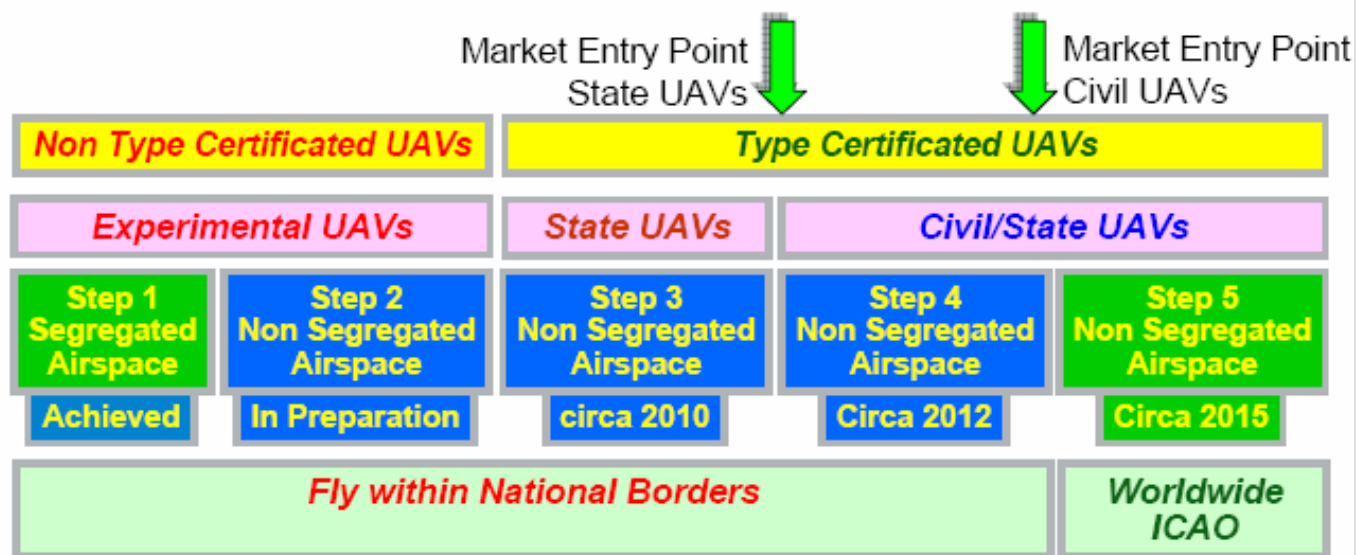 Market Entry Point
State UAVs
Market Entry Point
Civil UAVs
Non Type Certificated UAVs
Type Certificated UAVs
Experimental UAVs
State UAVs
Civil/State UAVs
Step 1
Segregated
Airspace
Step 2
Non Segregated
Airspace
Step 3
Non Segregated
Airspace
Step 4
Non Segregated
Airspace
Step 5
Non Segregated
Airspace
Achieved
In Preparation
circa 2010
Circa 2012
Circa 2015
Fly within National Borders
Worldwide
ICAO